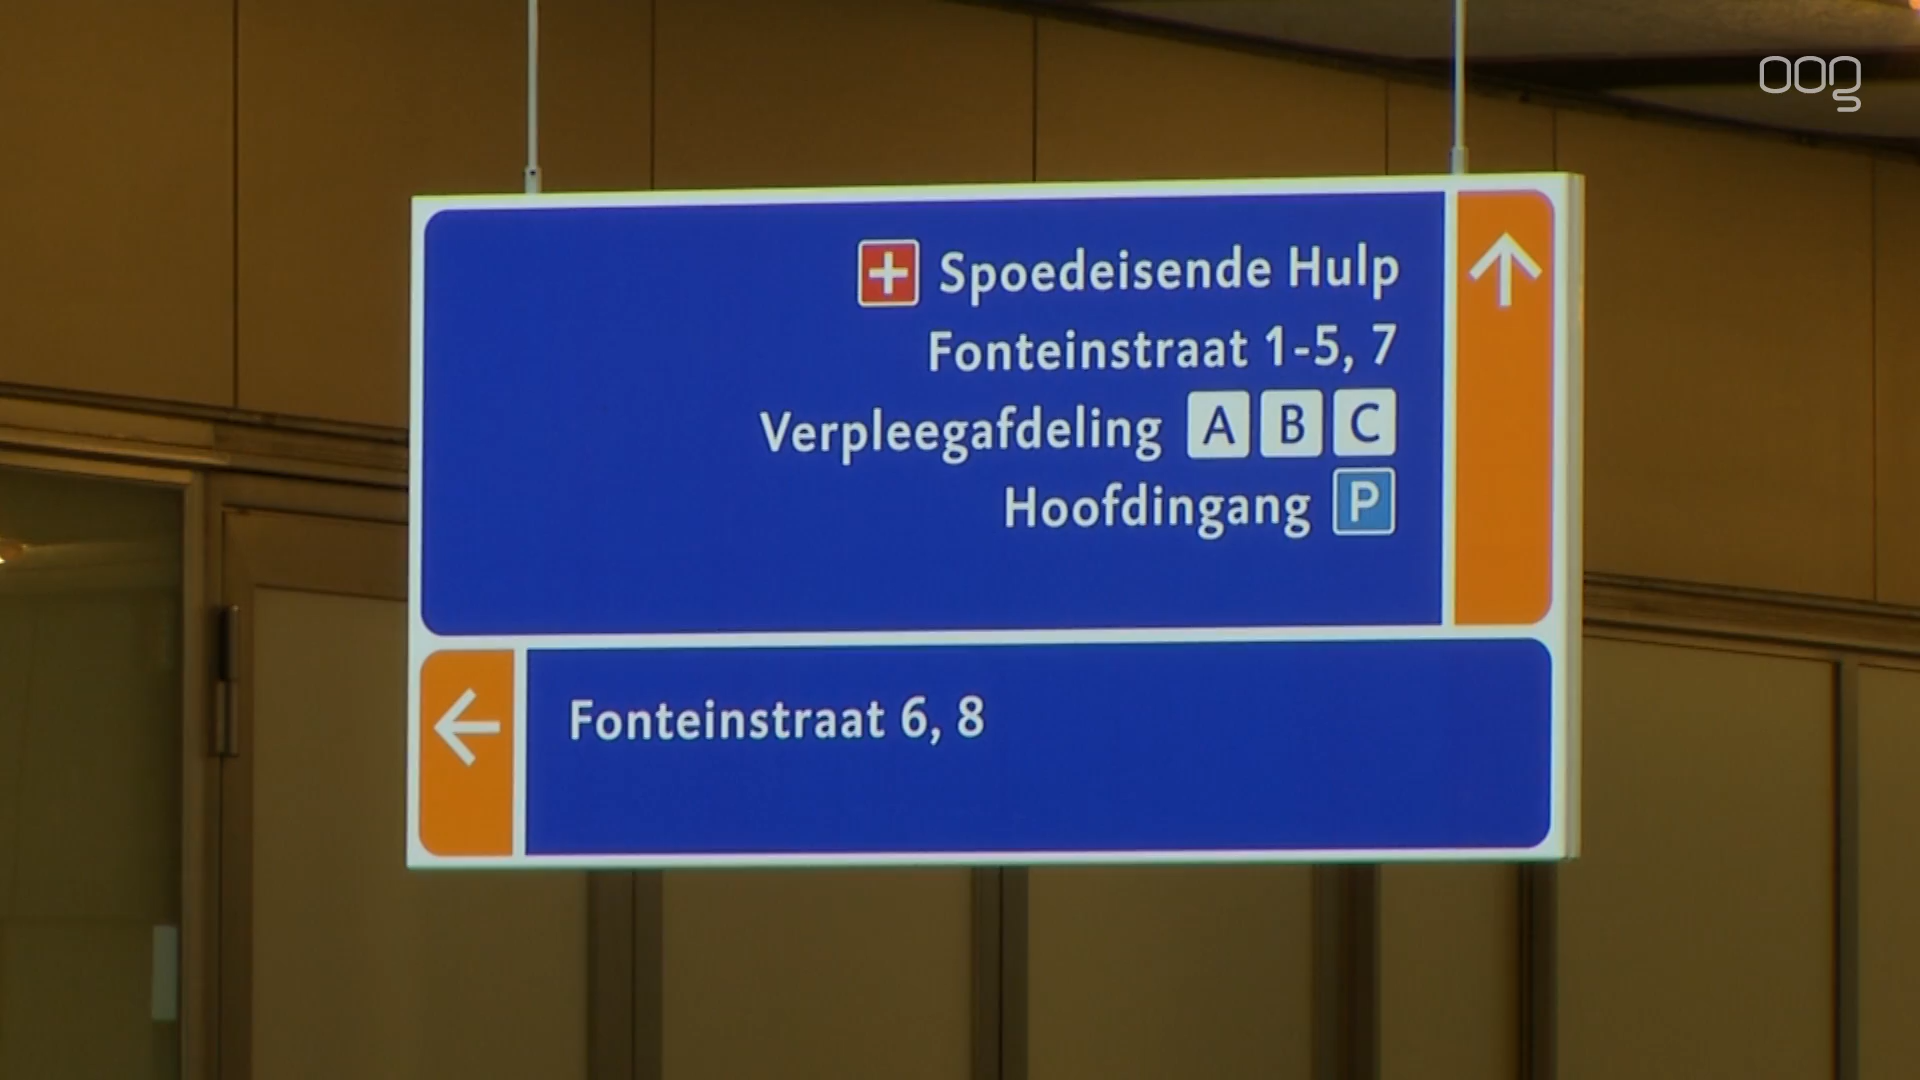 oog
Spoedeisende Hulp
Fonteinstraat 1-5, 7
Verpleegafdeling A B C
Hoofdingang P
Fonteinstraat 6, 8